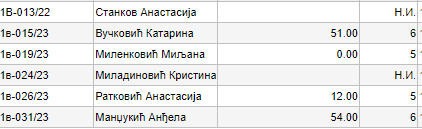 1В-013/22 Станков Анастасија Н.И.
1в-015/23 Вучковић Катарина 51.00 6
1в-019/23 Миленковић Миљана 0.00 5
1в-024/23 Миладиновић Кристина Н.И.
1в-026/23 Ратковић Анастасија 12.00 5
1в-031/23 Манџукић Анђела 54.00 6